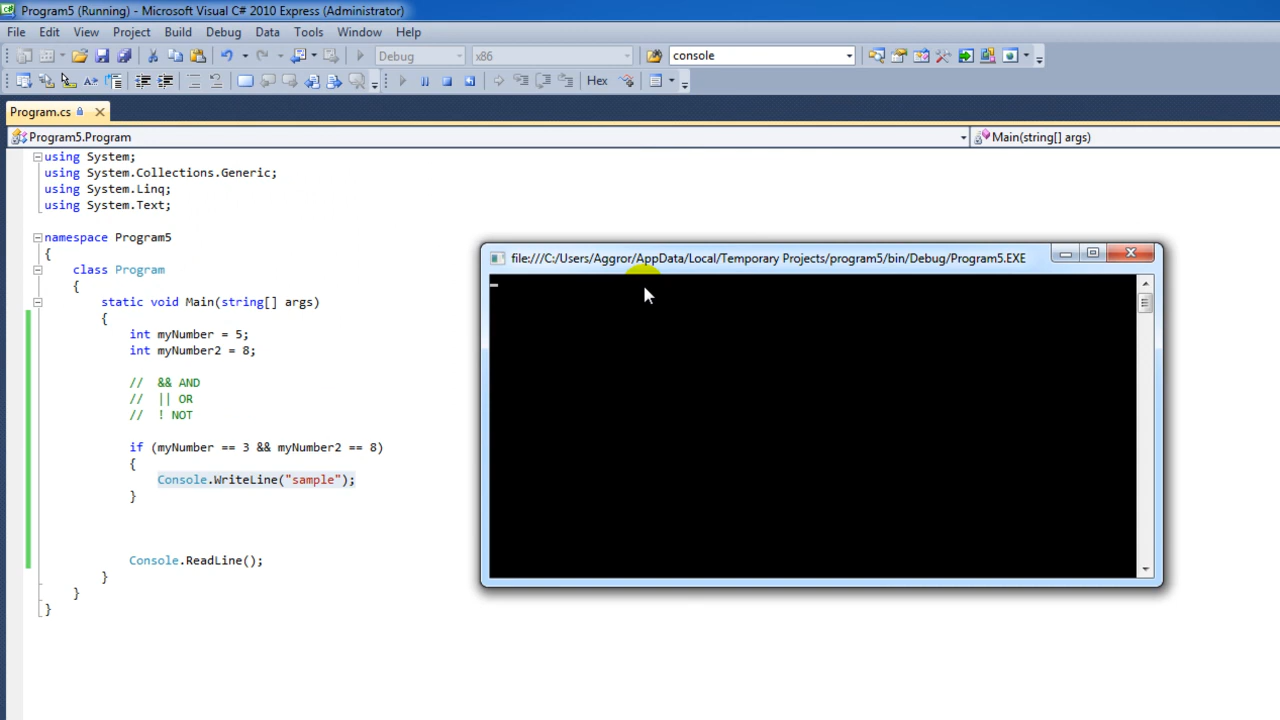 Program5 (Running) - Microsoft Visual C# 2010 Express (Administrator)
File Edit View Project Build Debug Data Tools Window Help
Debug x86 console
Hex
Program.cs
Program5.Program Main(string[] args)
using System;
using System.Collections.Generic;
using System.Linq;
using System.Text;
namespace Program5
{
class Program
{
static void Main(string[] args)
{
int myNumber = 5;
int myNumber2 = 8;
// && AND
// || OR
// ! NOT
if (myNumber == 3 && myNumber2 == 8)
{
Console.WriteLine("sample");
}
Console.ReadLine();
}
}
}
file:///C:/Users/Aggror/AppData/Local/Temporary Projects/program5/bin/Debug/Program5.EXE